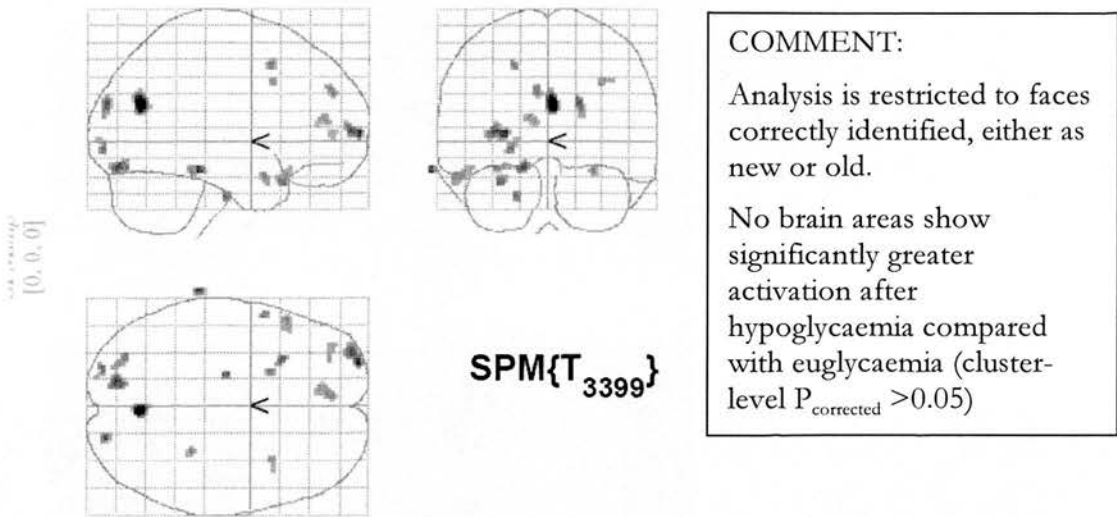 [0, 0, 0]
<
<
<
SPM{T3399}
COMMENT:
Analysis is restricted to faces
correctly identified, either as
new or old.
No brain areas show
significantly greater
activation after
hypoglycaemia compared
with euglycaemia (cluster-
level Pcorrected >0.05)